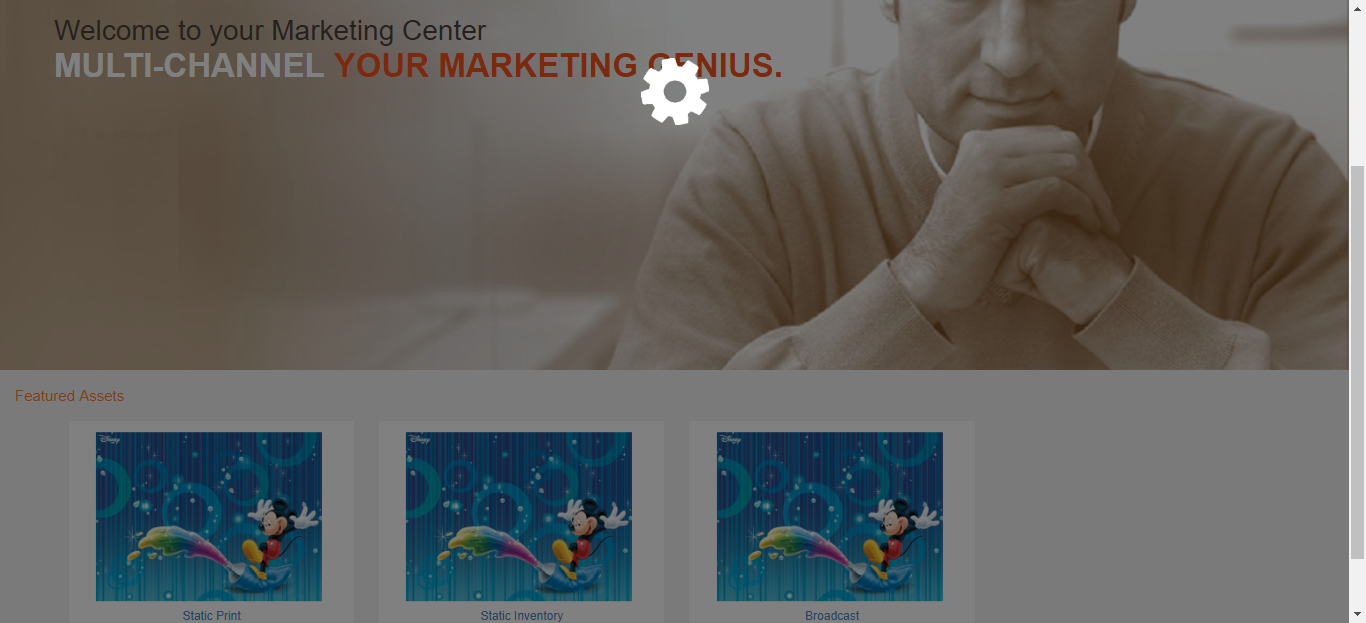 Welcome to your Marketing Center
MULTI-CHANNEL YOUR MARKETING GENIUS.
Featured Assets
Disney
Disney
Disney
Static Print
Static Inventory
Broadcast